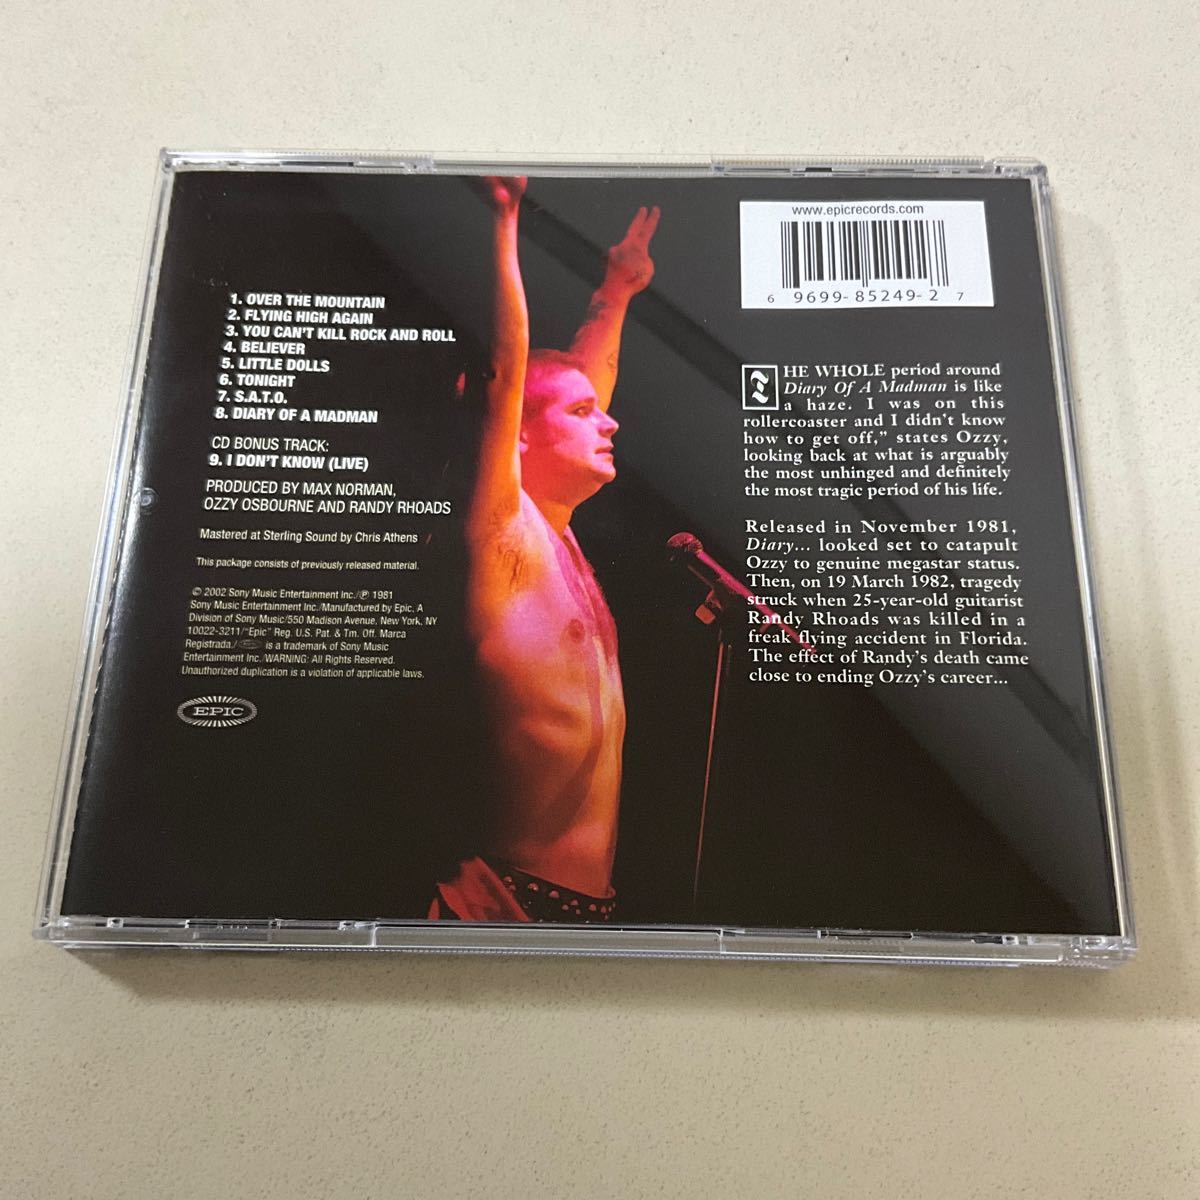 1. OVER THE MOUNTAIN
2. FLYING HIGH AGAIN
3. YOU CAN'T KILL ROCK AND ROLL
4. BELIEVER
5. LITTLE DOLLS
6. TONIGHT
7. S.A.T.O.
8. DIARY OF A MADMAN
CD BONUS TRACK:
9. I DON'T KNOW (LIVE)
PRODUCED BY MAX NORMAN,
OZZY OSBOURNE AND RANDY RHOADS
Mastered at Sterling Sound by Chris Athens
This package consists of previously released material.
© 2002 Sony Music Entertainment Inc./℗ 1981
Sony Music Entertainment Inc./Manufactured by Epic, A
Division of Sony Music/550 Madison Avenue, New York, NY
10022-3211/"Epic" Reg. U.S. Pat. & Tm. Off. Marca
Registrada./ EPIC is a trademark of Sony Music
Entertainment Inc./WARNING: All Rights Reserved.
Unauthorized duplication is a violation of applicable laws.
EPIC
www.epicrecords.com
6 9699-85249-2 7
THE WHOLE period around
Diary Of A Madman is like
a haze. I was on this
rollercoaster and I didn't know
how to get off," states Ozzy,
looking back at what is arguably
the most unhinged and definitely
the most tragic period of his life.
Released in November 1981,
Diary... looked set to catapult
Ozzy to genuine megastar status.
Then, on 19 March 1982, tragedy
struck when 25-year-old guitarist
Randy Rhoads was killed in a
freak flying accident in Florida.
The effect of Randy's death came
close to ending Ozzy's career...